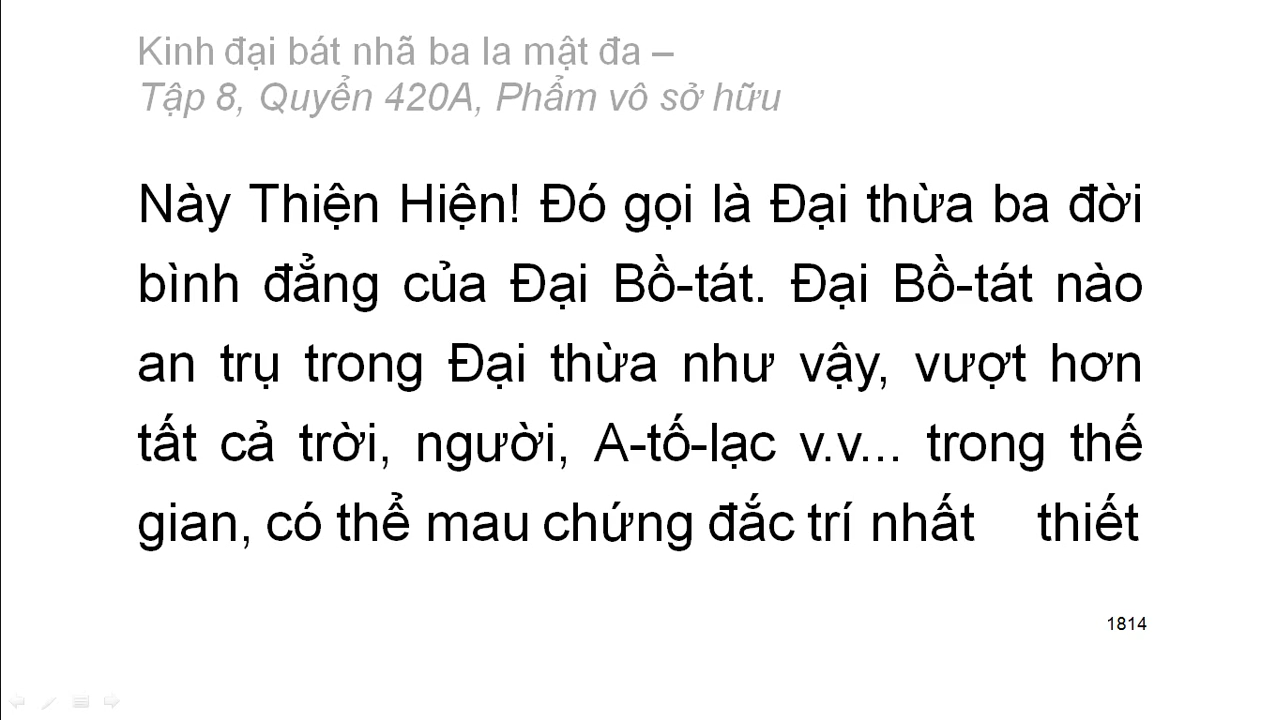 Kinh đại bát nhã ba la mật đa –
Tập 8, Quyển 420A, Phẩm vô sở hữu
Này Thiện Hiện! Đó gọi là Đại thừa ba đời
bình đẳng của Đại Bồ-tát. Đại Bồ-tát nào
an trụ trong Đại thừa như vậy, vượt hơn
tất cả trời, người, A-tố-lạc v.v... trong thế
gian, có thể mau chứng đắc trí nhất thiết
1814